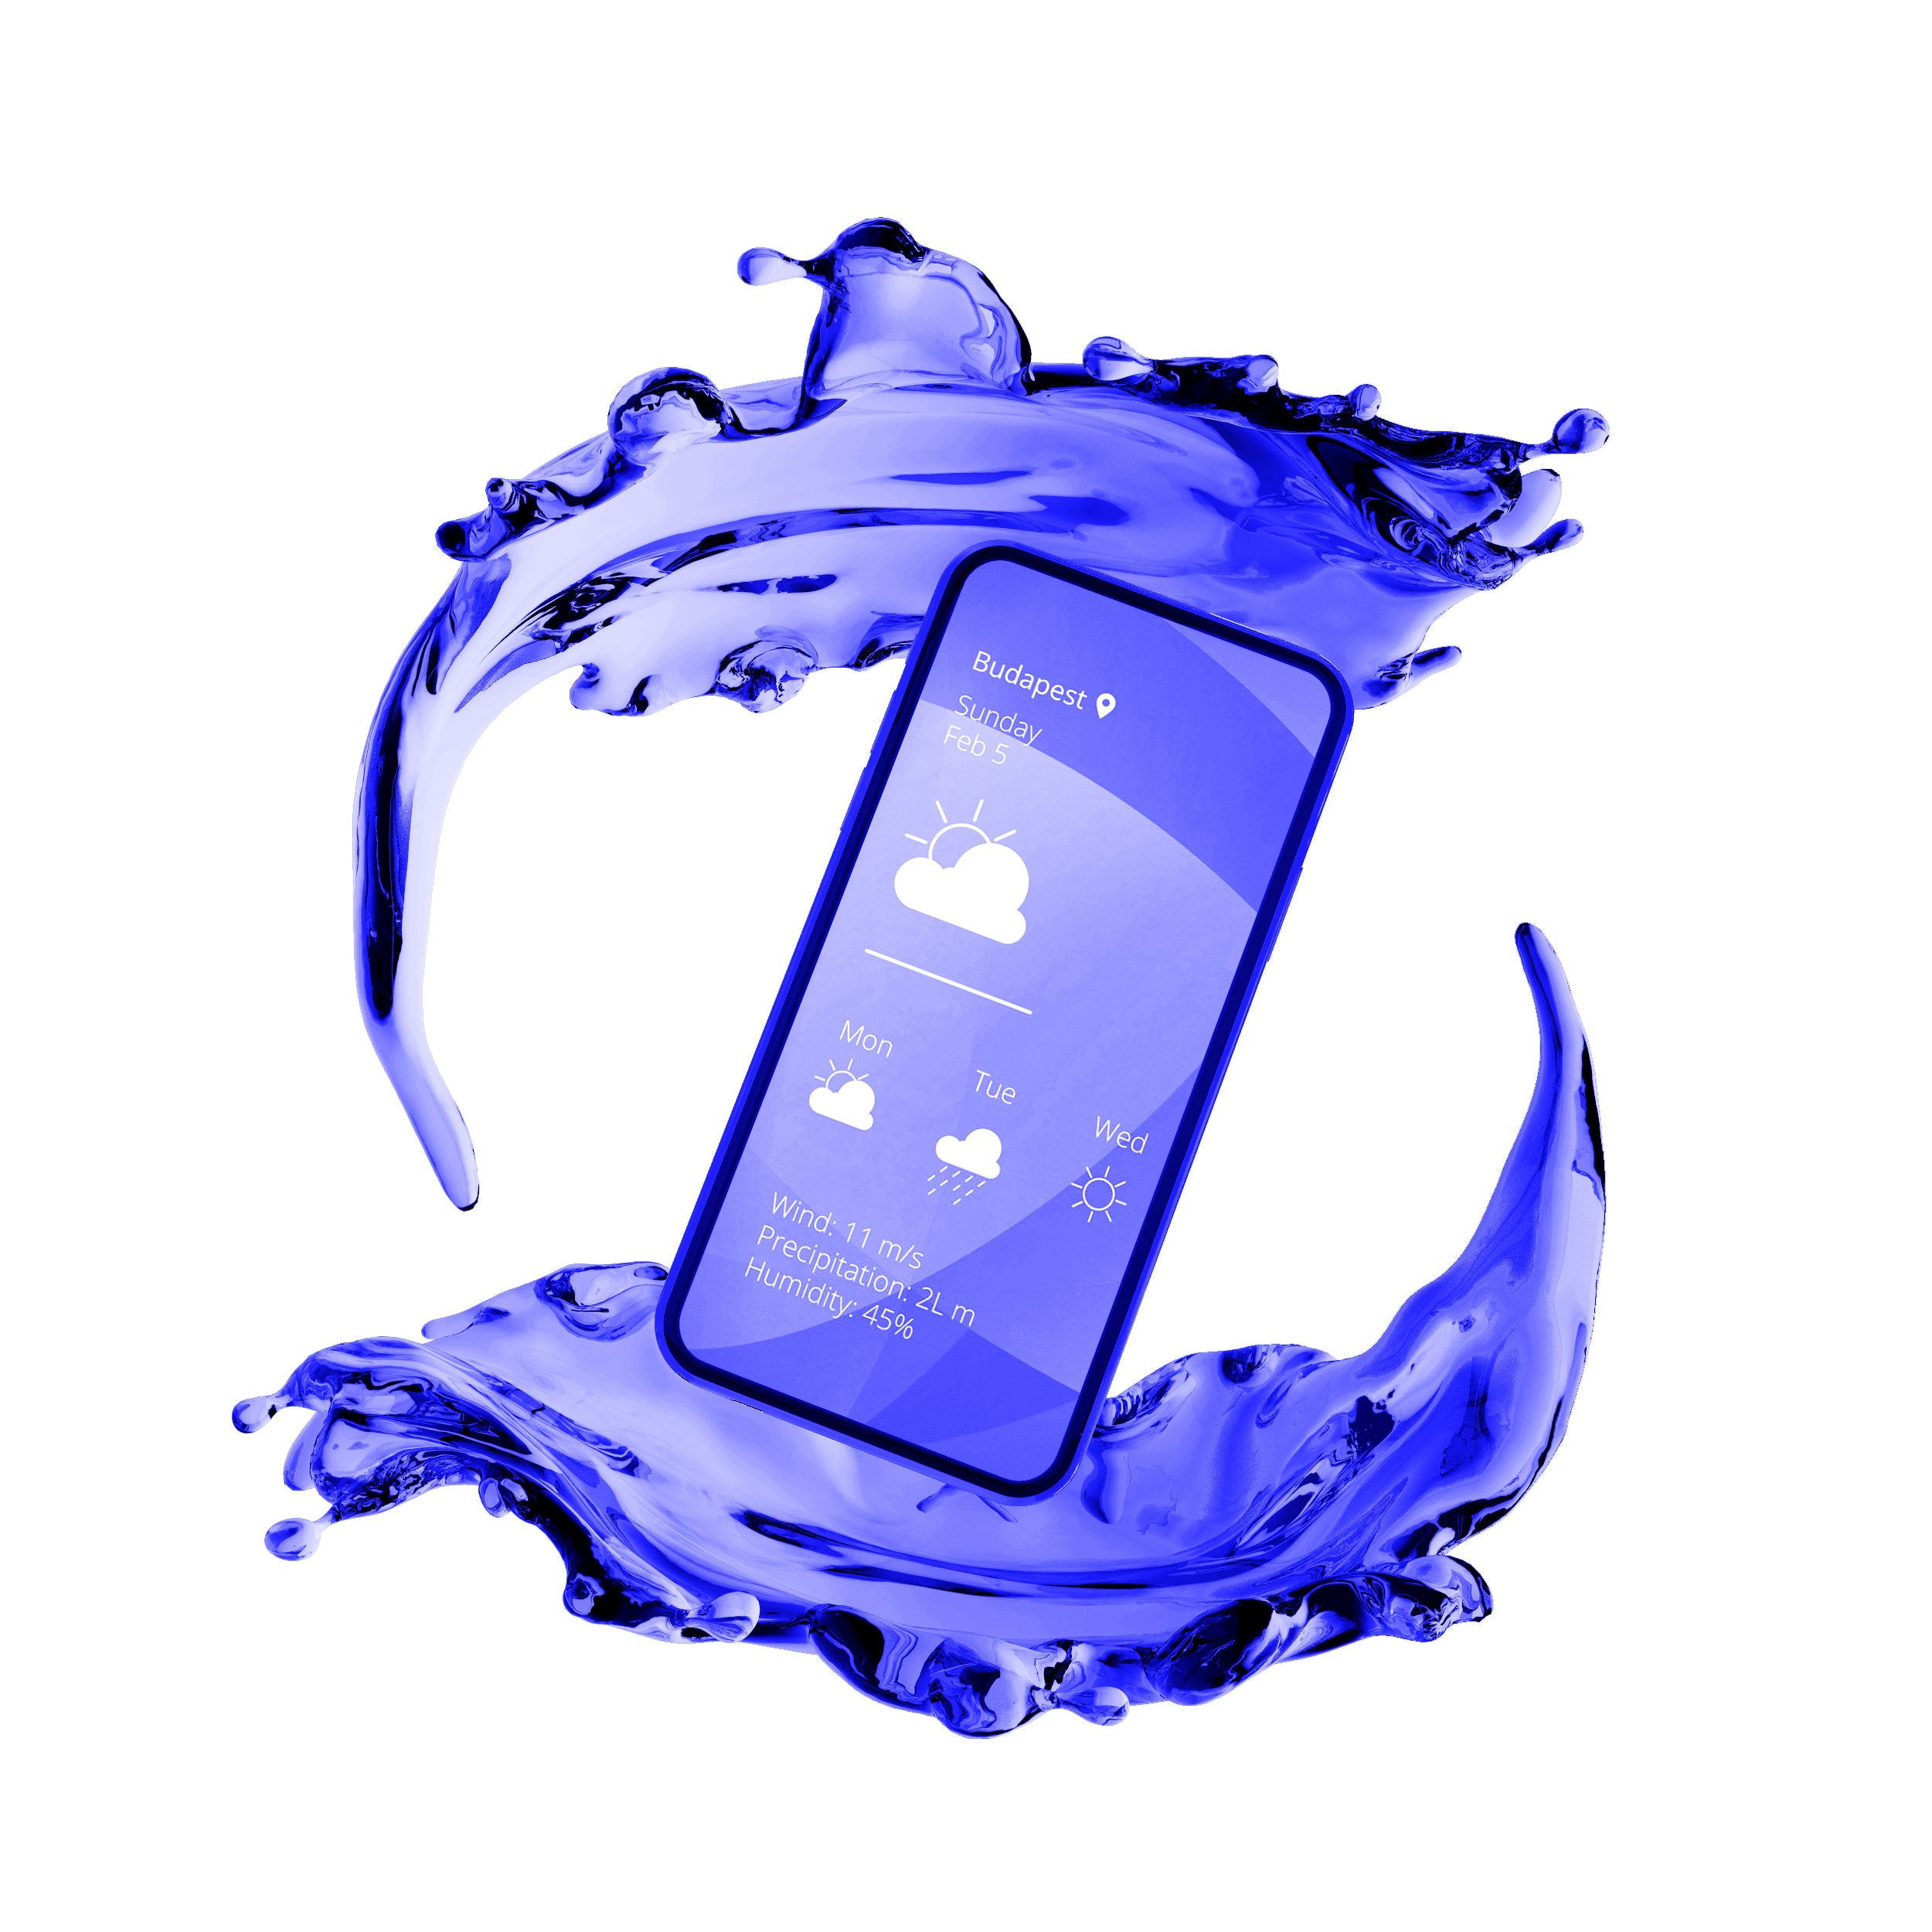 Budapest
Sunday
Feb 5
Mon
Tue
Wed
Wind: 11 m/s
Precipitation: 2L m
Humidity: 45%